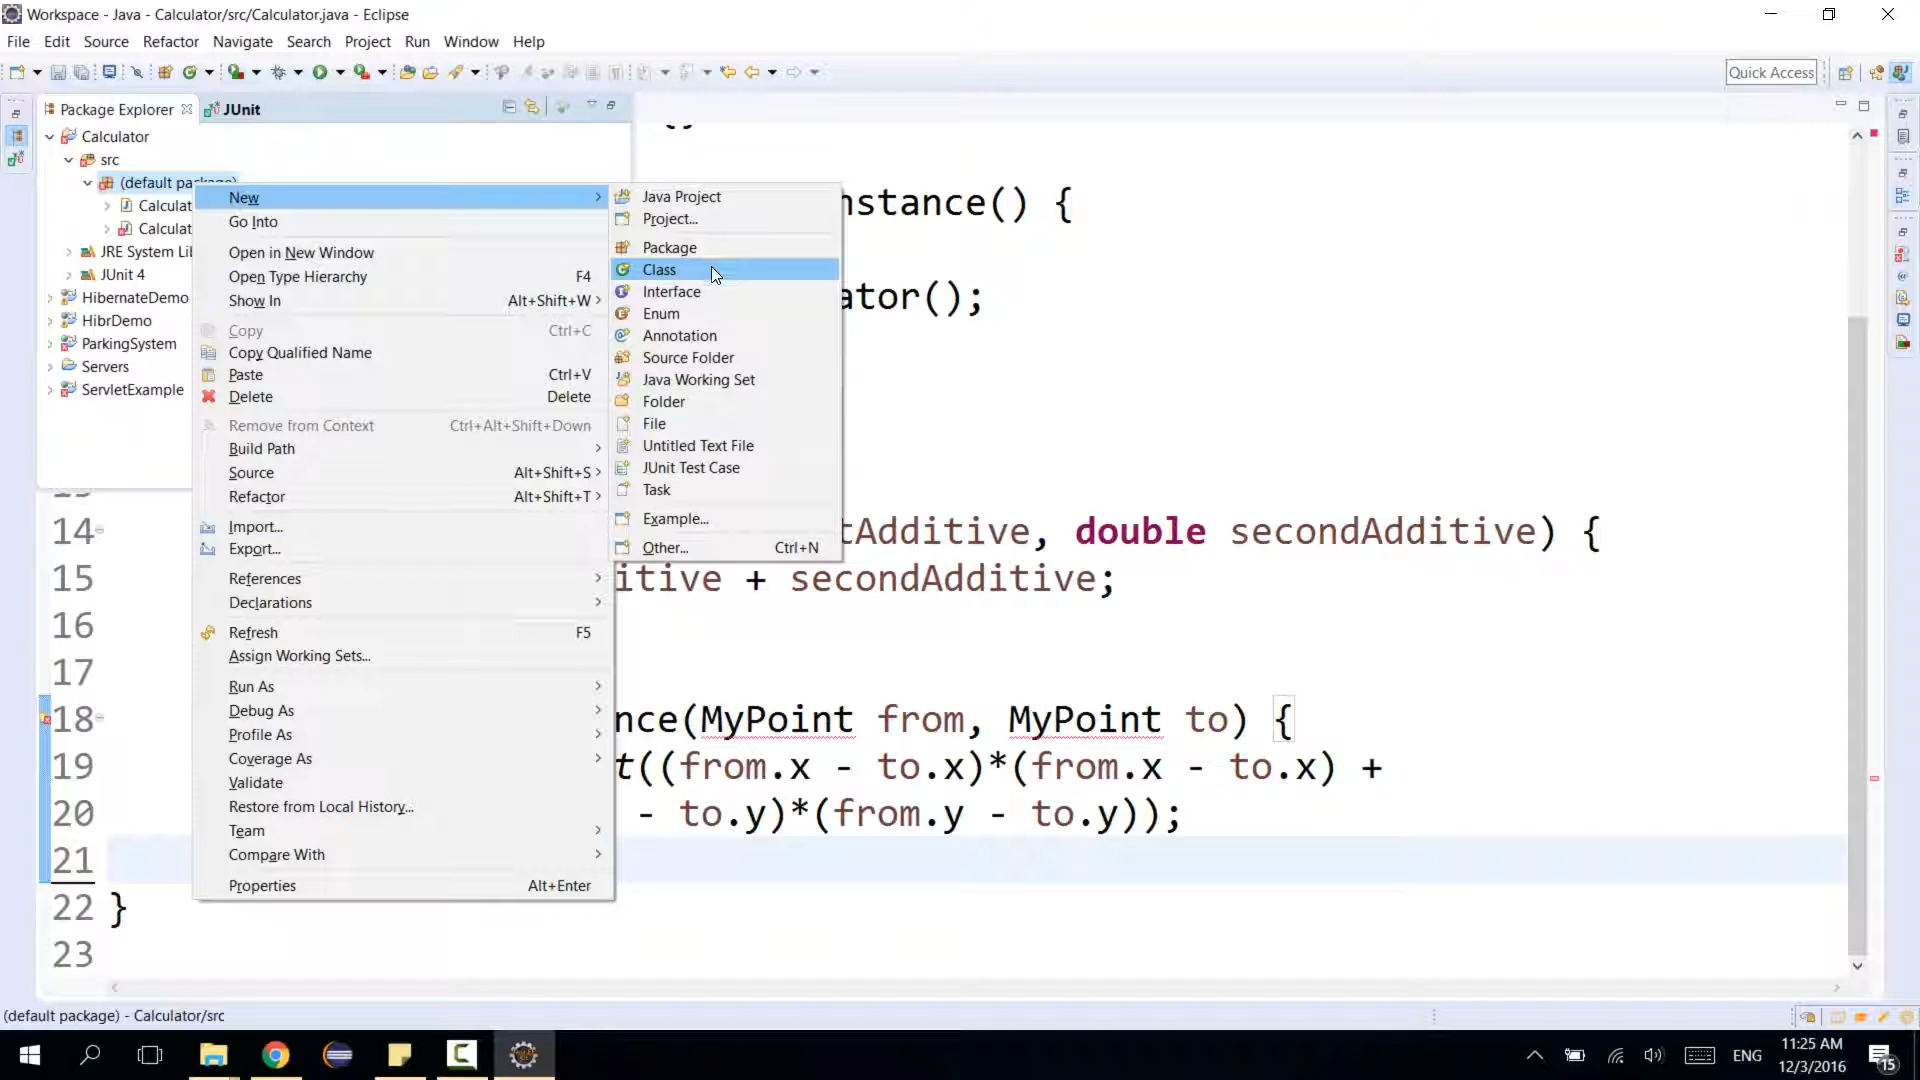 Workspace - Java - Calculator/src/Calculator.java - Eclipse
File Edit Source Refactor Navigate Search Project Run Window Help
Quick Access
Package Explorer JUnit
Calculator
src
(default package)
Calculat
Calculat
JRE System Lib
JUnit 4
HibernateDemo
HibrDemo
ParkingSystem
Servers
ServletExample
New
Go Into
Open in New Window
Open Type Hierarchy F4
Show In Alt+Shift+W
Copy Ctrl+C
Copy Qualified Name
Paste Ctrl+V
Delete Delete
Remove from Context Ctrl+Alt+Shift+Down
Build Path
Source Alt+Shift+S
Refactor Alt+Shift+T
Import...
Export...
References
Declarations
Refresh F5
Assign Working Sets...
Run As
Debug As
Profile As
Coverage As
Validate
Restore from Local History...
Team
Compare With
Properties Alt+Enter
Java Project
Project...
Package
Class
Interface
Enum
Annotation
Source Folder
Java Working Set
Folder
File
Untitled Text File
JUnit Test Case
Task
Example...
Other... Ctrl+N
nstance() {
ator();
14 tAdditive, double secondAdditive) {
15 itive + secondAdditive;
16
17
18 nce(MyPoint from, MyPoint to) {
19 t((from.x - to.x)*(from.x - to.x) +
20 - to.y)*(from.y - to.y));
21
22 }
23
(default package) - Calculator/src
ENG
11:25 AM
12/3/2016
15